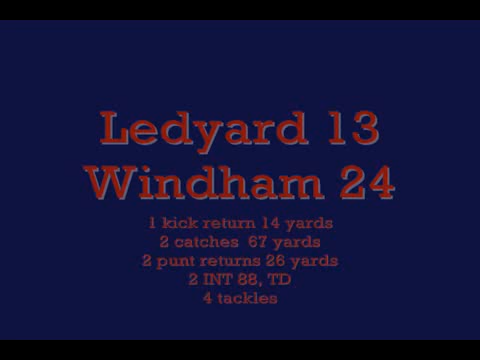 Ledyard 13
Windham 24
1 kick return 14 yards
2 catches 67 yards
2 punt returns 26 yards
2 INT 88, TD
4 tackles